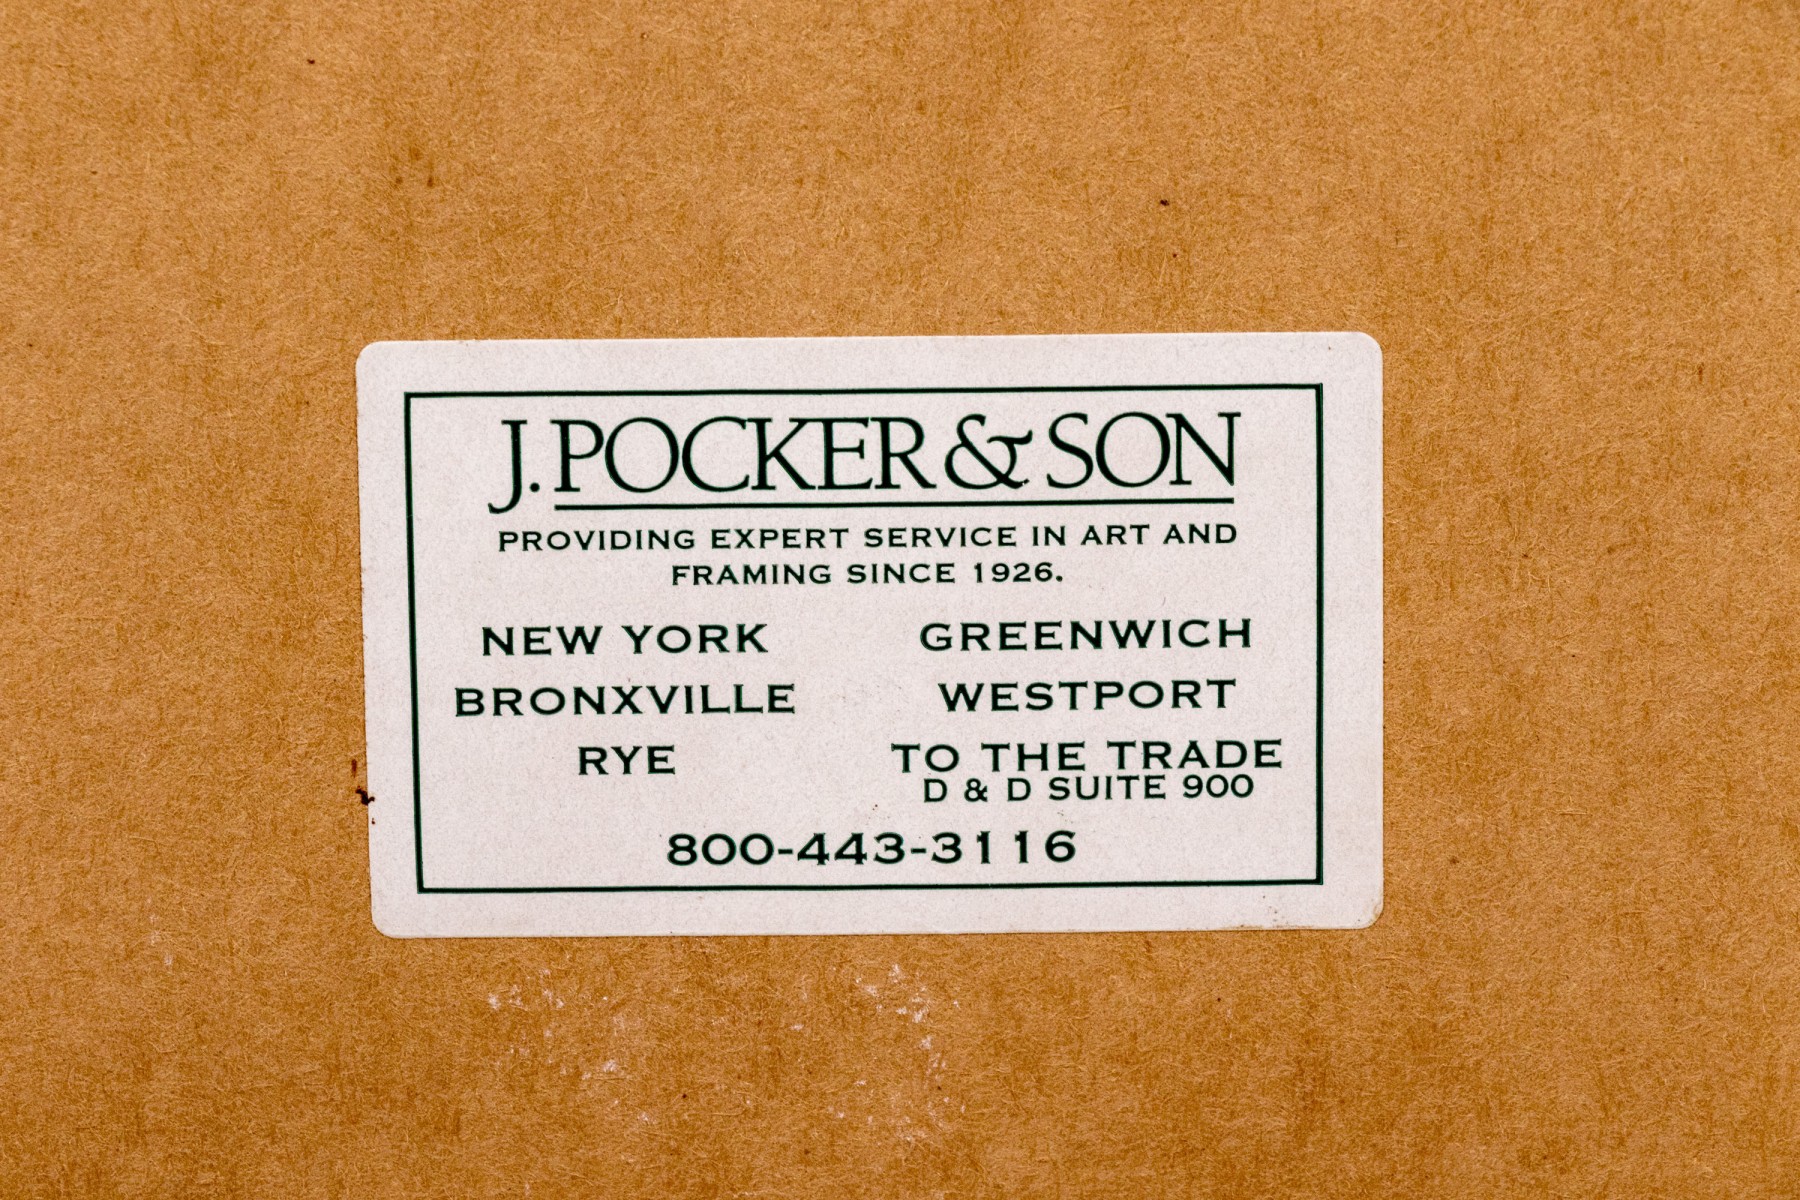 J. POCKER & SON
PROVIDING EXPERT SERVICE IN ART AND
FRAMING SINCE 1926.
NEW YORK GREENWICH
BRONXVILLE WESTPORT
RYE TO THE TRADE
D & D SUITE 900
800-443-3116